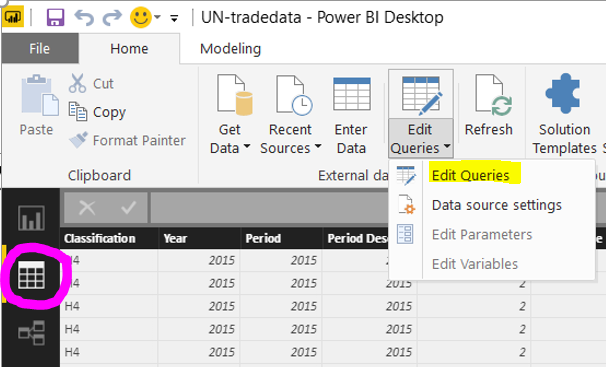 UN-tradedata - Power BI Desktop
File Home Modeling
Cut
Copy
Format Painter
Paste
Clipboard
Get Data
Recent Sources
Enter Data
Edit Queries
Refresh
Solution Templates
External da
Edit Queries
Data source settings
Edit Parameters
Edit Variables
Classification Year Period Period Des
H4 2015 2015 2015
H4 2015 2015 2015 2
H4 2015 2015 2015 2
H4 2015 2015 2015 2
H4 2015 2015 2015 2